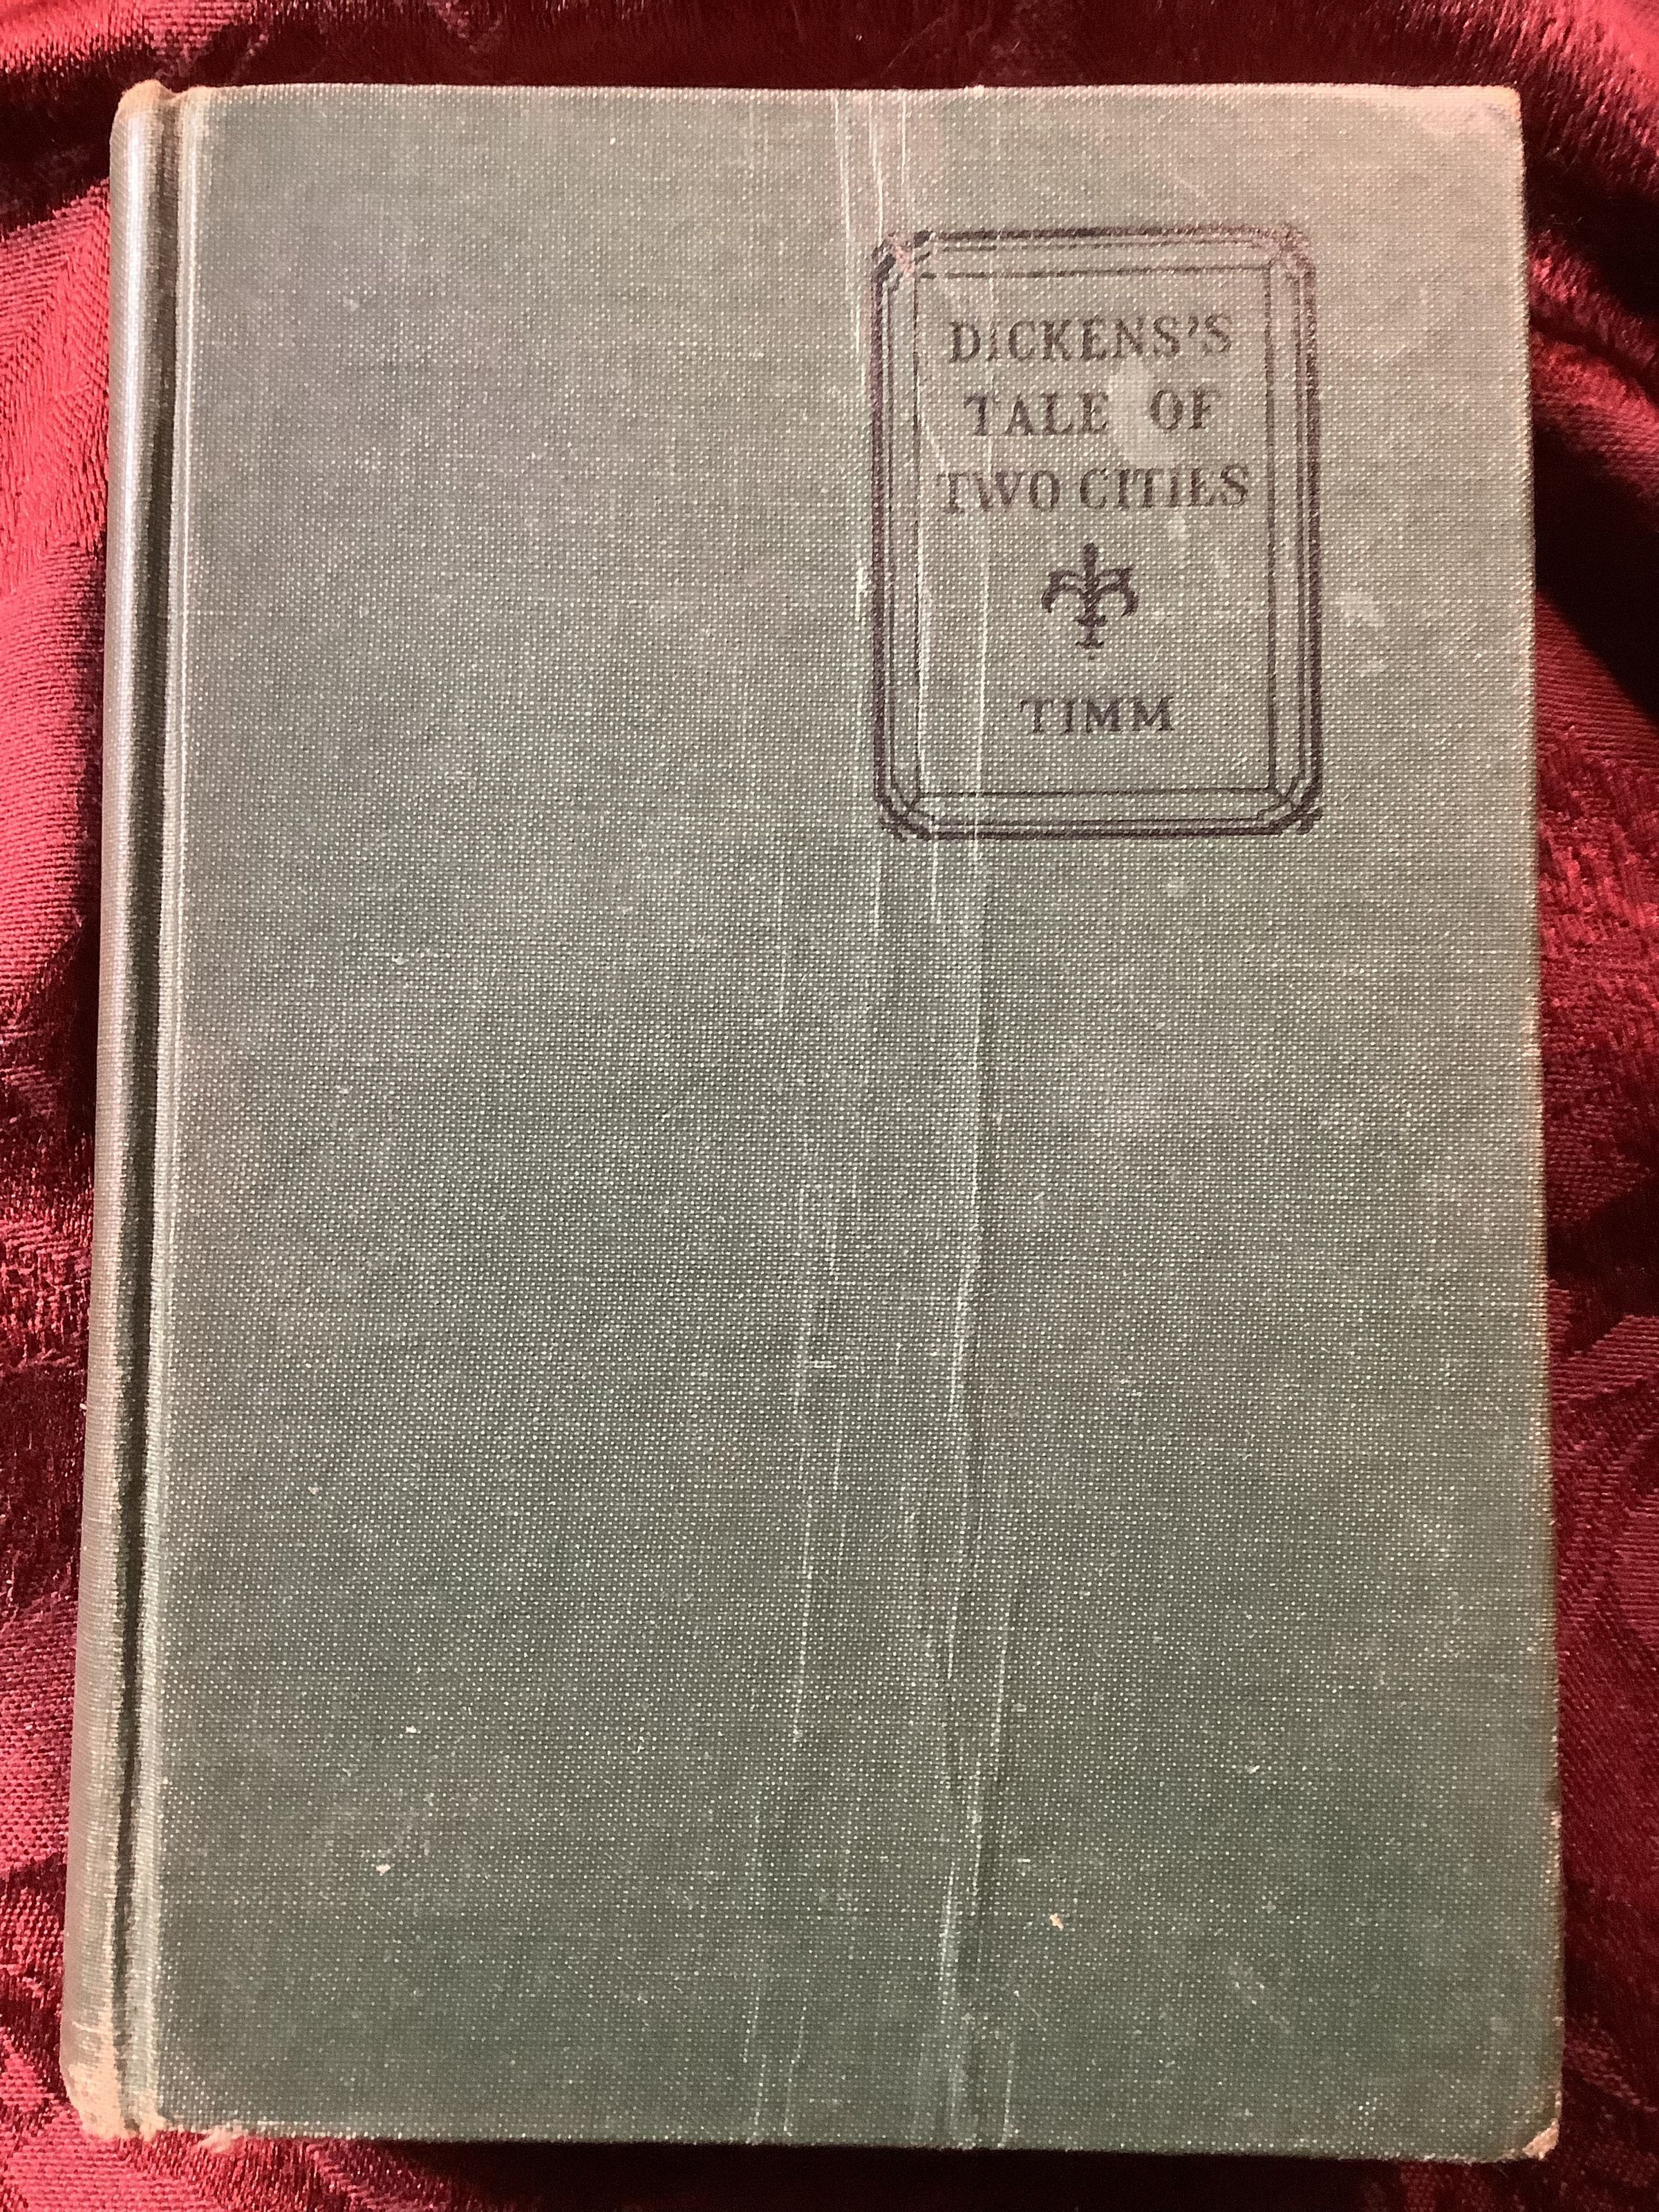 DICKENS'S
TALE OF
TWO CITIES
TIMM